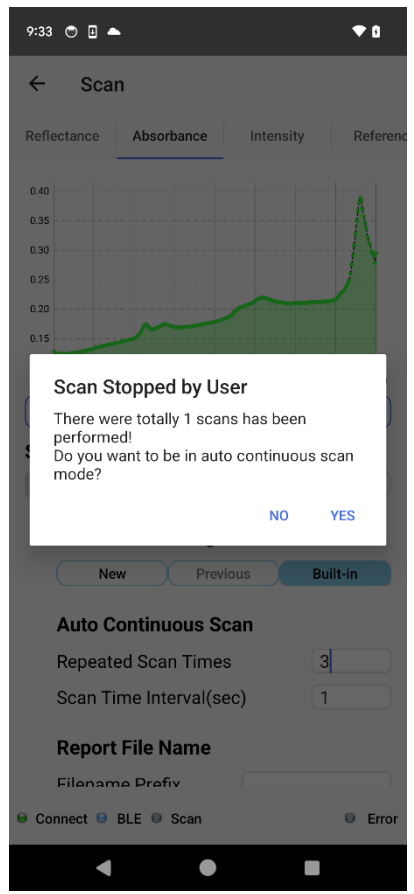 9:33
Scan
Reflectance Absorbance Intensity Referenc
0.40
0.35
0.30
0.25
0.20
0.15
Scan Stopped by User
There were totally 1 scans has been
performed!
Do you want to be in auto continuous scan
mode?
NO YES
New Previous Built-in
Auto Continuous Scan
Repeated Scan Times 3
Scan Time Interval(sec) 1
Report File Name
Filename Prefix
Connect BLE Scan Error